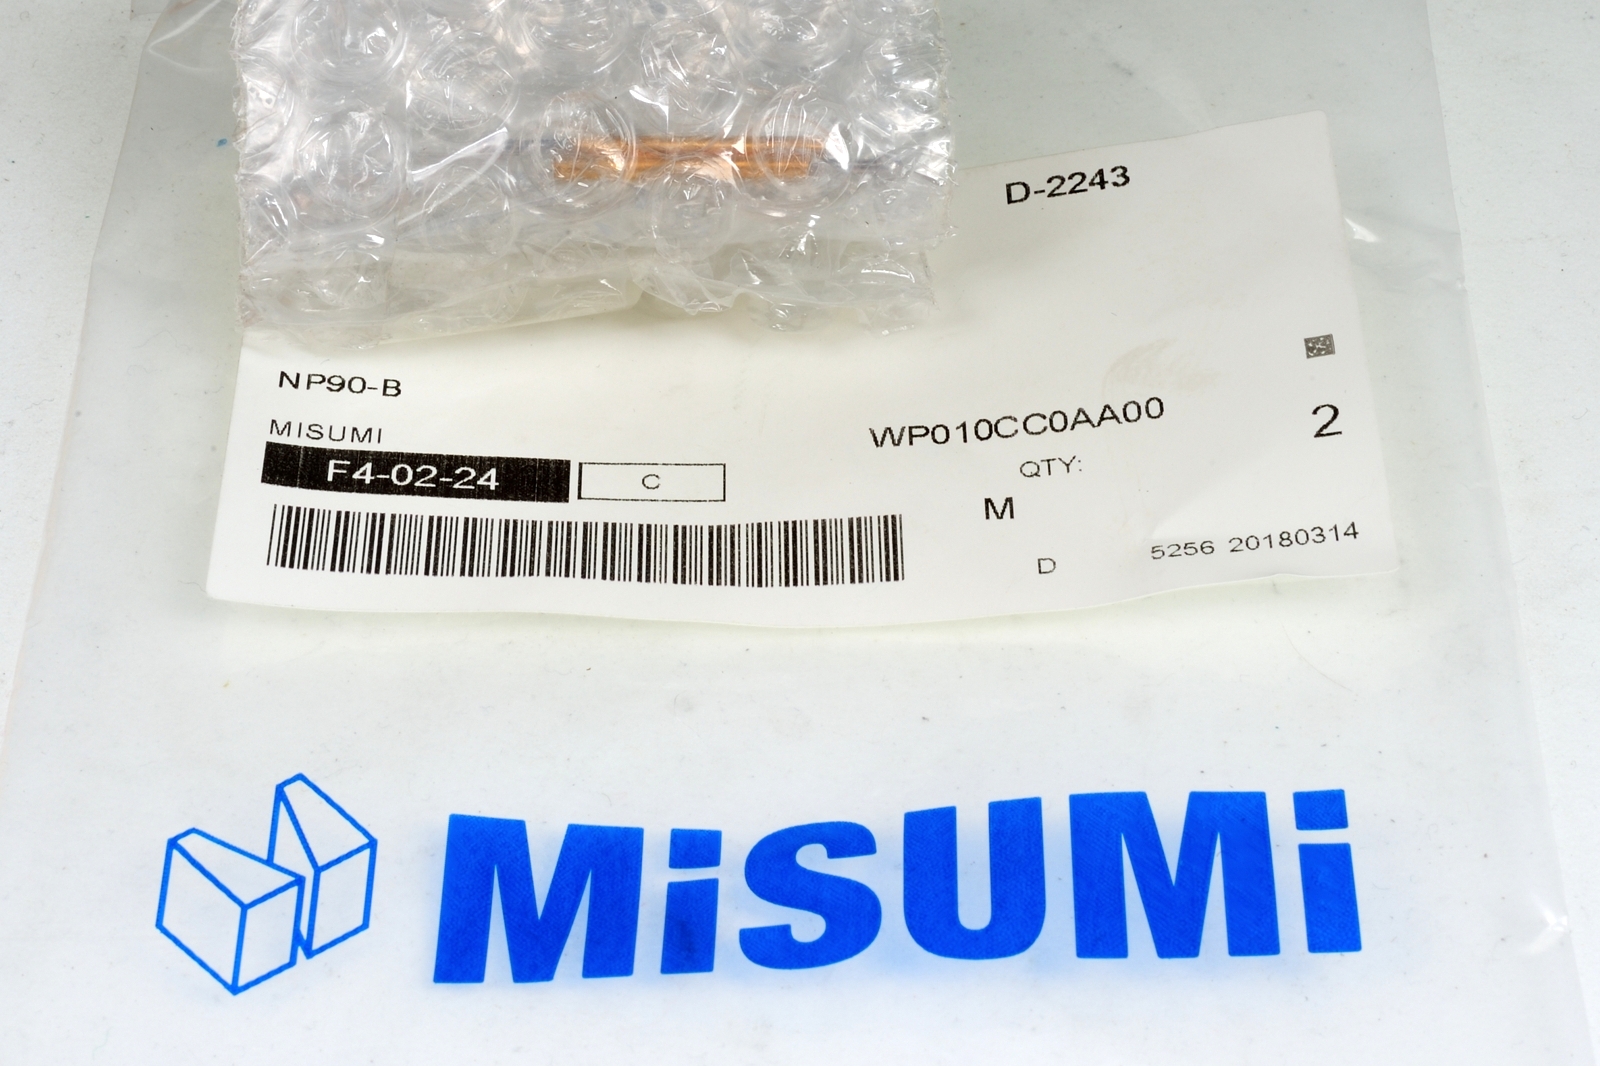 D-2243
NP90-B
MISUMI
F4-02-24
C
WP010CC0AA00
2
QTY:
M
D
5256 20180314
MiSUMi